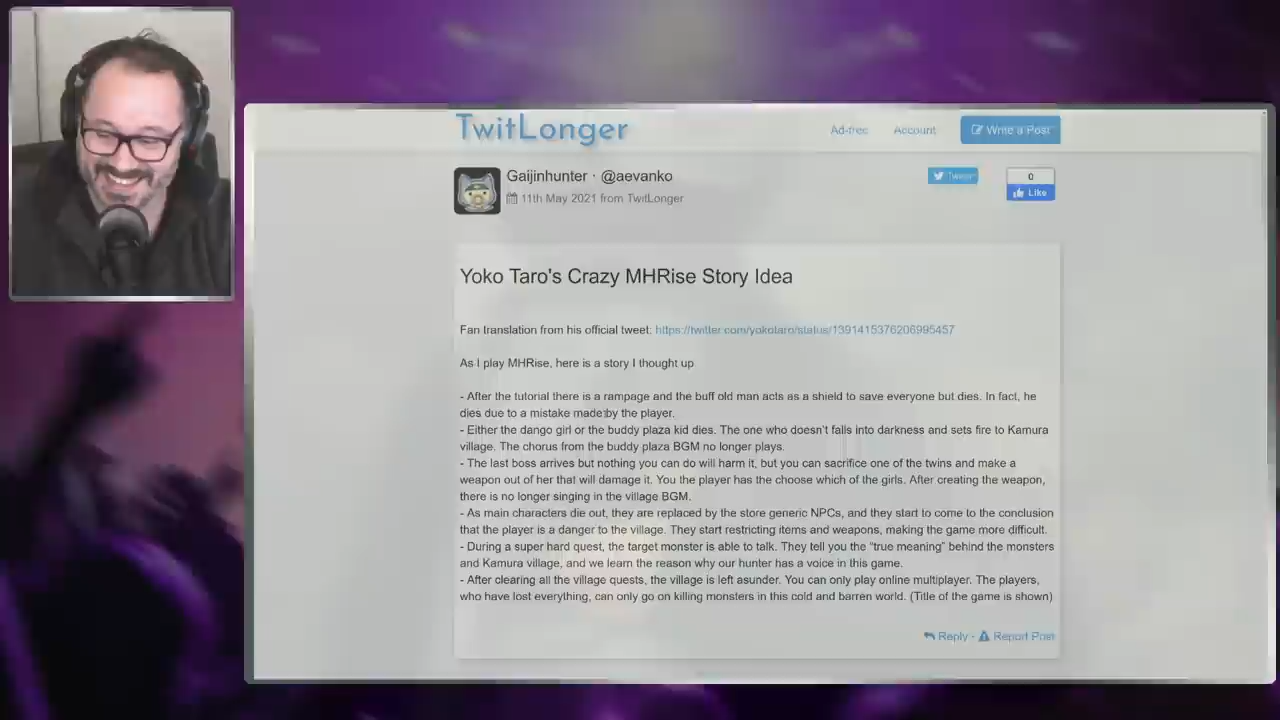 TwitLonger
Ad-free
Account
Write a Post
Gaijinhunter · @aevanko
11th May 2021 from TwitLonger
Tweet
0
Like
Yoko Taro's Crazy MHRise Story Idea
Fan translation from his official tweet: https://twitter.com/yokotaro/status/1391415376206995457
As I play MHRise, here is a story I thought up
- After the tutorial there is a rampage and the buff old man acts as a shield to save everyone but dies. In fact, he
dies due to a mistake made by the player.
- Either the dango girl or the buddy plaza kid dies. The one who doesn't falls into darkness and sets fire to Kamura
village. The chorus from the buddy plaza BGM no longer plays.
- The last boss arrives but nothing you can do will harm it, but you can sacrifice one of the twins and make a
weapon out of her that will damage it. You the player has the choose which of the girls. After creating the weapon,
there is no longer singing in the village BGM.
- As main characters die out, they are replaced by the store generic NPCs, and they start to come to the conclusion
that the player is a danger to the village. They start restricting items and weapons, making the game more difficult.
- During a super hard quest, the target monster is able to talk. They tell you the “true meaning” behind the monsters
and Kamura village, and we learn the reason why our hunter has a voice in this game.
- After clearing all the village quests, the village is left asunder. You can only play online multiplayer. The players,
who have lost everything, can only go on killing monsters in this cold and barren world. (Title of the game is shown)
Reply - Report Post